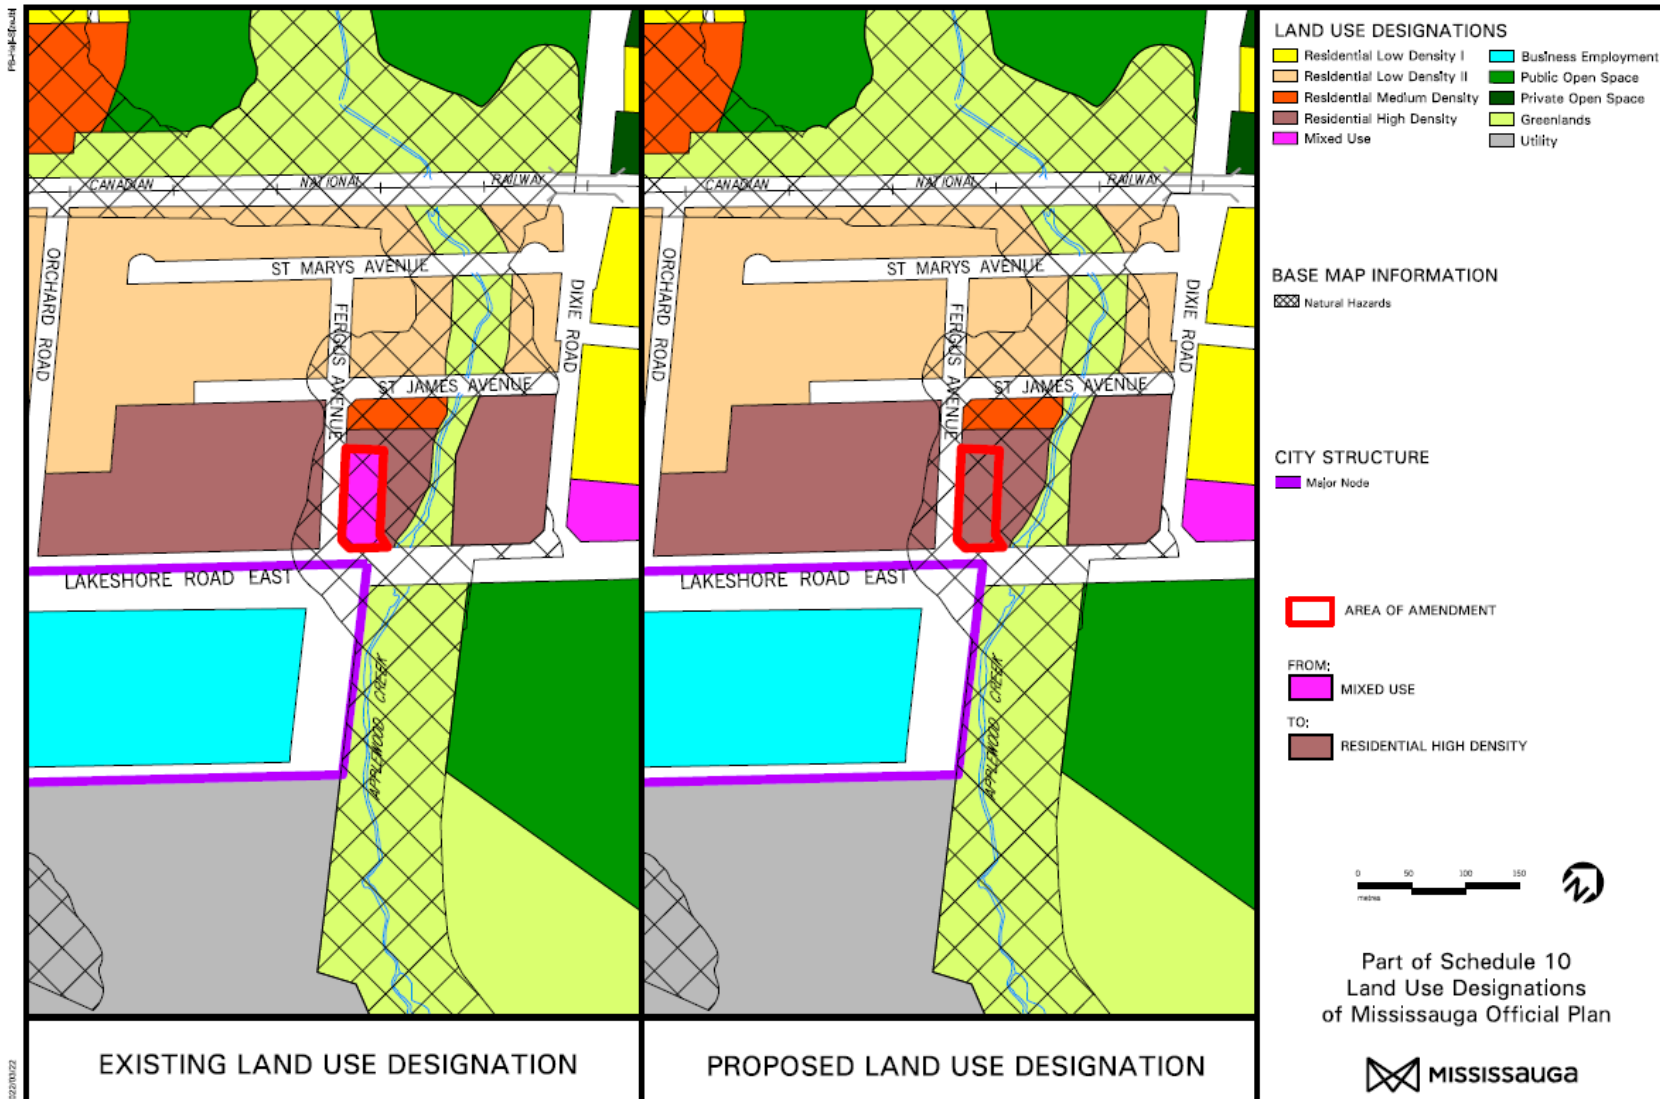 CANADIAN NATIONAL RAILWAY
ORCHARD ROAD
ST MARYS AVENUE
FERGUS AVENUE
DIXIE ROAD
ST JAMES AVENUE
LAKESHORE ROAD EAST
APPLEWOOD CREEK
EXISTING LAND USE DESIGNATION
CANADIAN NATIONAL RAILWAY
ORCHARD ROAD
ST MARYS AVENUE
FERGUS AVENUE
DIXIE ROAD
ST JAMES AVENUE
LAKESHORE ROAD EAST
APPLEWOOD CREEK
PROPOSED LAND USE DESIGNATION
LAND USE DESIGNATIONS
Residential Low Density I
Residential Low Density II
Residential Medium Density
Residential High Density
Mixed Use
Business Employment
Public Open Space
Private Open Space
Greenlands
Utility
BASE MAP INFORMATION
Natural Hazards
CITY STRUCTURE
Major Node
AREA OF AMENDMENT
FROM:
MIXED USE
TO:
RESIDENTIAL HIGH DENSITY
0 50 100 150
metres
Part of Schedule 10
Land Use Designations
of Mississauga Official Plan
MISSISSAUGA